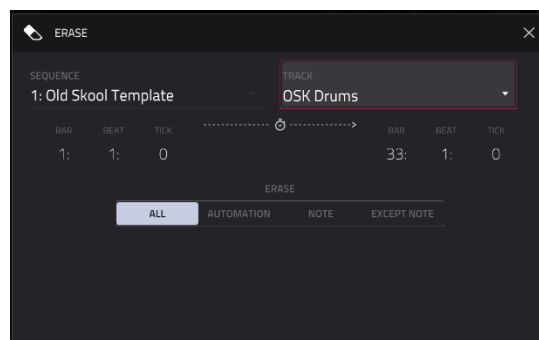 ERASE
SEQUENCE TRACK
1: Old Skool Template OSK Drums
BAR BEAT TICK BAR BEAT TICK
1: 1: 0 33: 1: 0
ERASE
ALL AUTOMATION NOTE EXCEPT NOTE